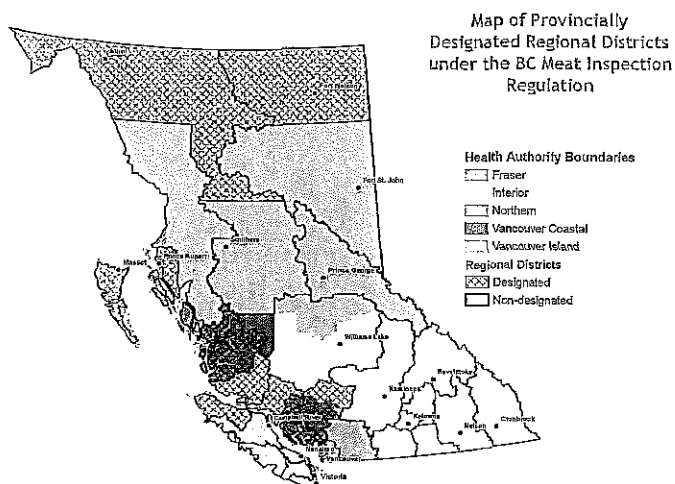 Map of Provincially
Designated Regional Districts
under the BC Meat Inspection
Regulation
Health Authority Boundaries
Fraser
Interior
Northern
Vancouver Coastal
Vancouver Island
Regional Districts
Designated
Non-designated
Atlin
Fort Nelson
Fort St. John
Smithers
Prince Rupert
Masset
Prince George
Williams Lake
Revelstoke
Kamloops
Campbell River
Kelowna
Cranbrook
Nelson
Nanaimo
Vancouver
Victoria